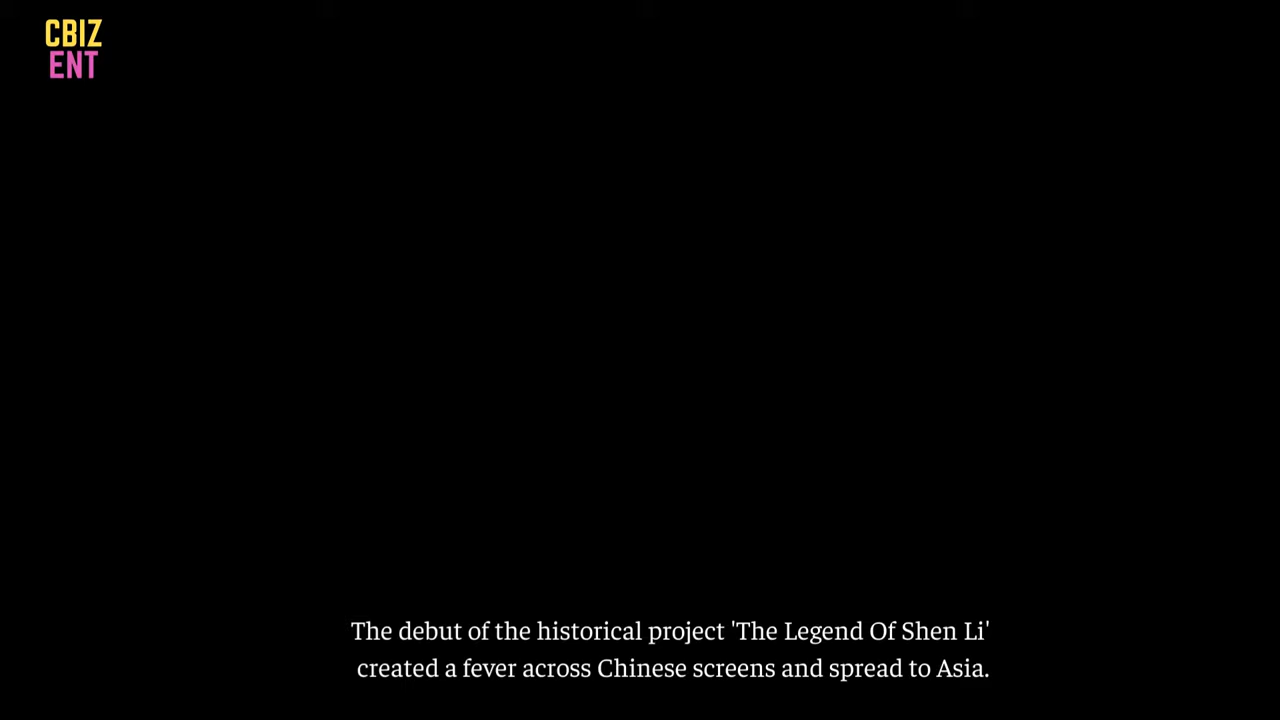 CBIZ
ENT
The debut of the historical project 'The Legend Of Shen Li'
created a fever across Chinese screens and spread to Asia.